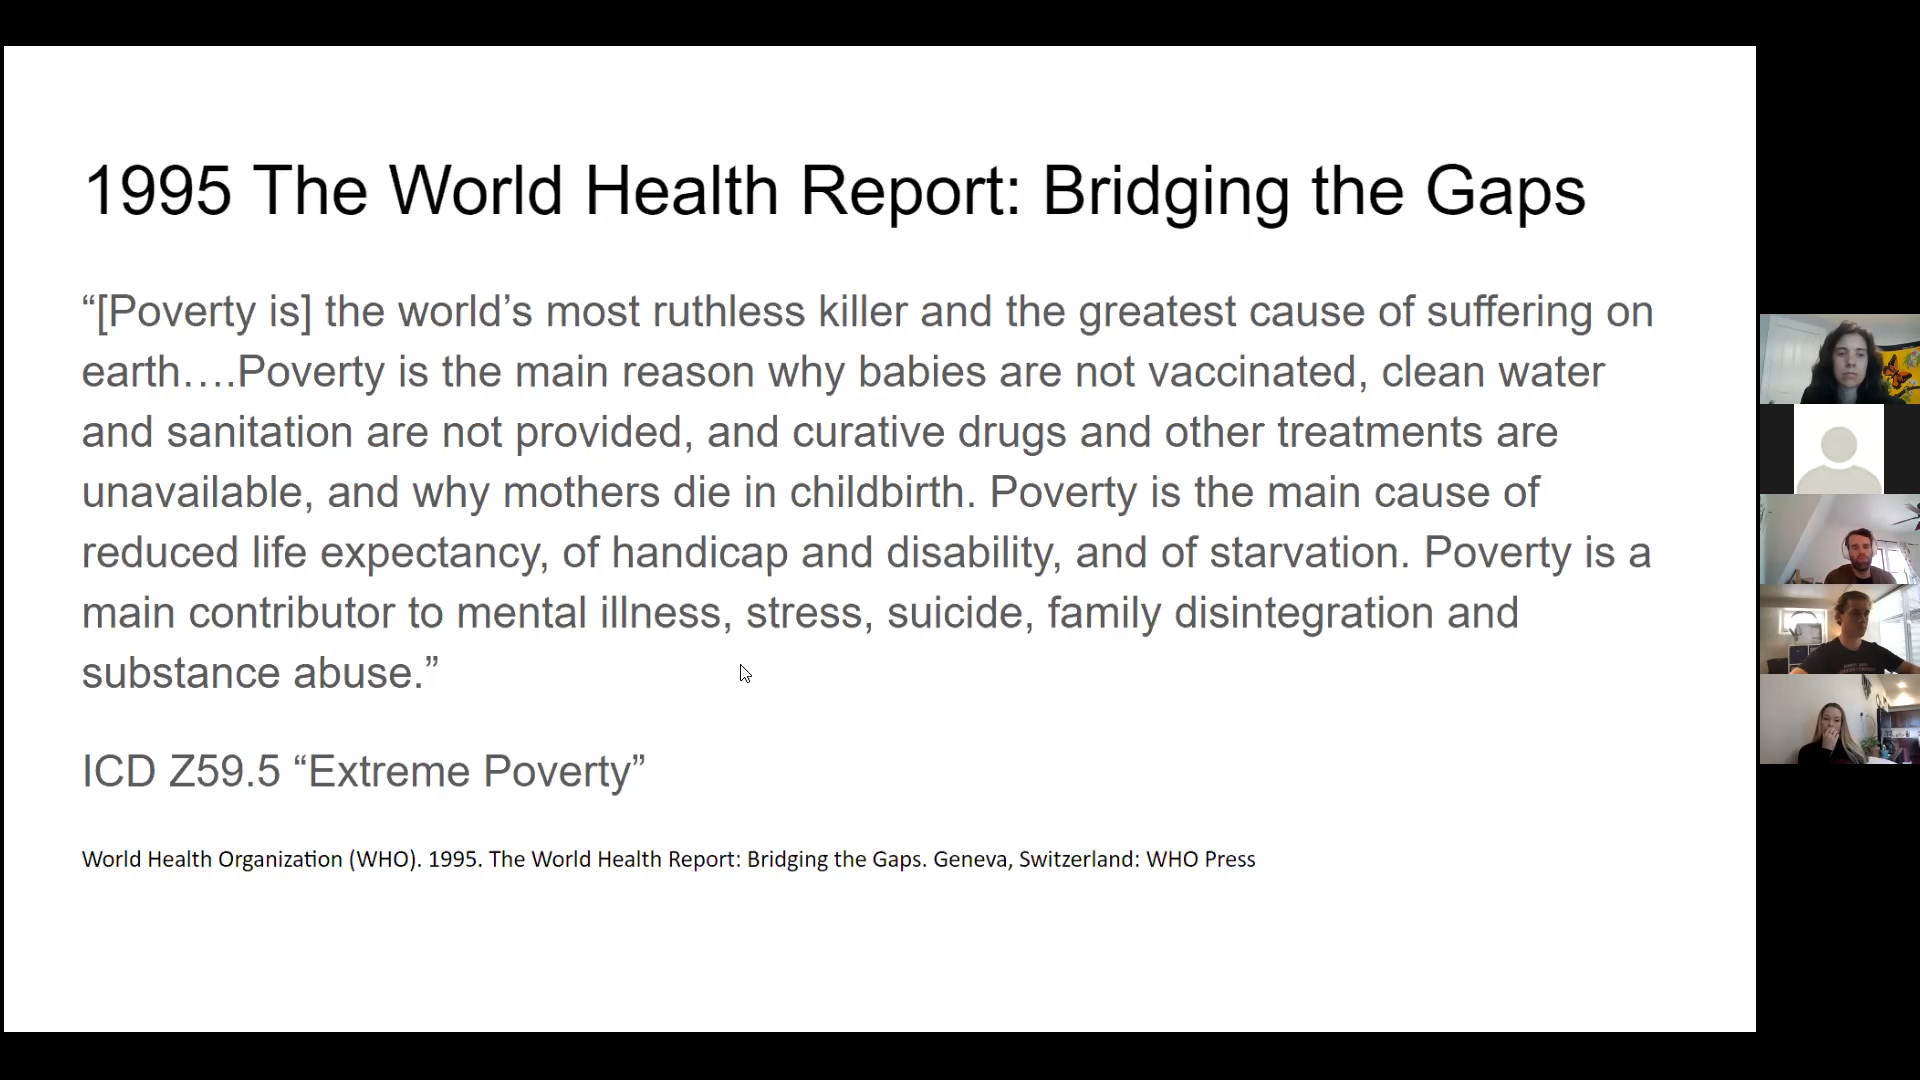 1995 The World Health Report: Bridging the Gaps
“[Poverty is] the world’s most ruthless killer and the greatest cause of suffering on
earth….Poverty is the main reason why babies are not vaccinated, clean water
and sanitation are not provided, and curative drugs and other treatments are
unavailable, and why mothers die in childbirth. Poverty is the main cause of
reduced life expectancy, of handicap and disability, and of starvation. Poverty is a
main contributor to mental illness, stress, suicide, family disintegration and
substance abuse.”
ICD Z59.5 “Extreme Poverty”
World Health Organization (WHO). 1995. The World Health Report: Bridging the Gaps. Geneva, Switzerland: WHO Press